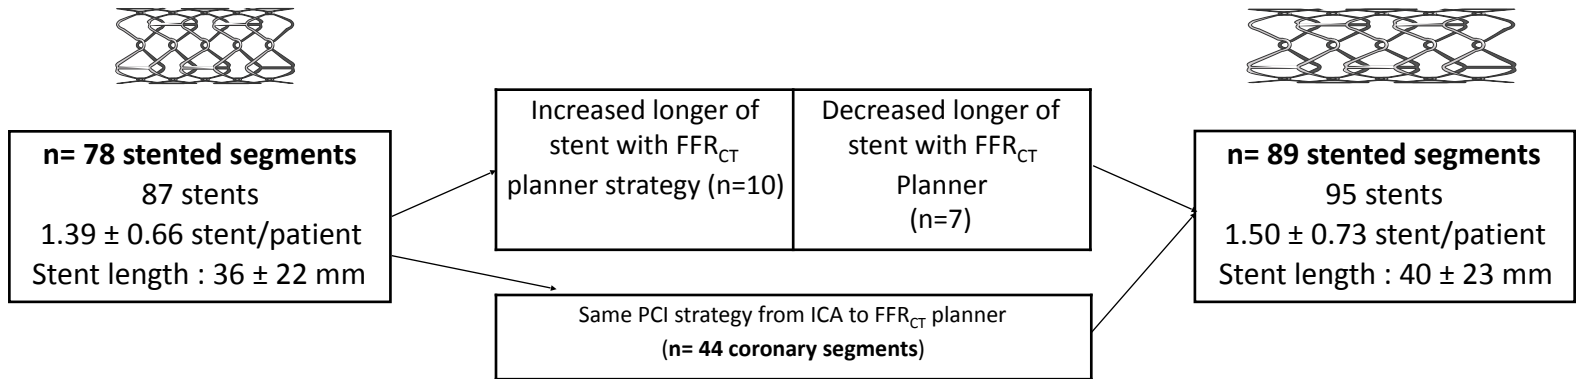 n= 78 stented segments
87 stents
1.39 ± 0.66 stent/patient
Stent length : 36 ± 22 mm
Increased longer of
stent with FFRCT
planner strategy (n=10)
Decreased longer of
stent with FFRCT
Planner
(n=7)
Same PCI strategy from ICA to FFRCT planner
(n= 44 coronary segments)
n= 89 stented segments
95 stents
1.50 ± 0.73 stent/patient
Stent length : 40 ± 23 mm